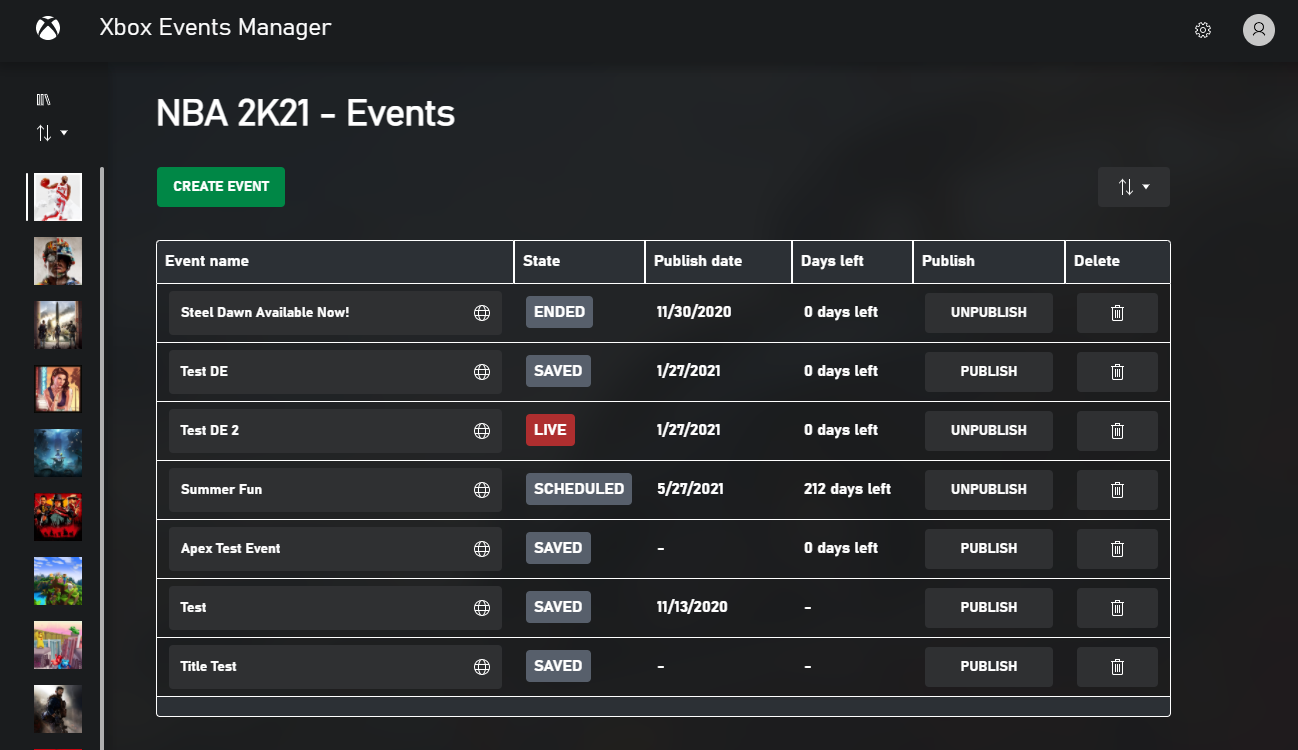 Xbox Events Manager
NBA 2K21 - Events
CREATE EVENT
Event name State Publish date Days left Publish Delete
Steel Dawn Available Now! ENDED 11/30/2020 0 days left UNPUBLISH
Test DE SAVED 1/27/2021 0 days left PUBLISH
Test DE 2 LIVE 1/27/2021 0 days left UNPUBLISH
Summer Fun SCHEDULED 5/27/2021 212 days left UNPUBLISH
Apex Test Event SAVED - 0 days left PUBLISH
Test SAVED 11/13/2020 - PUBLISH
Title Test SAVED - - PUBLISH